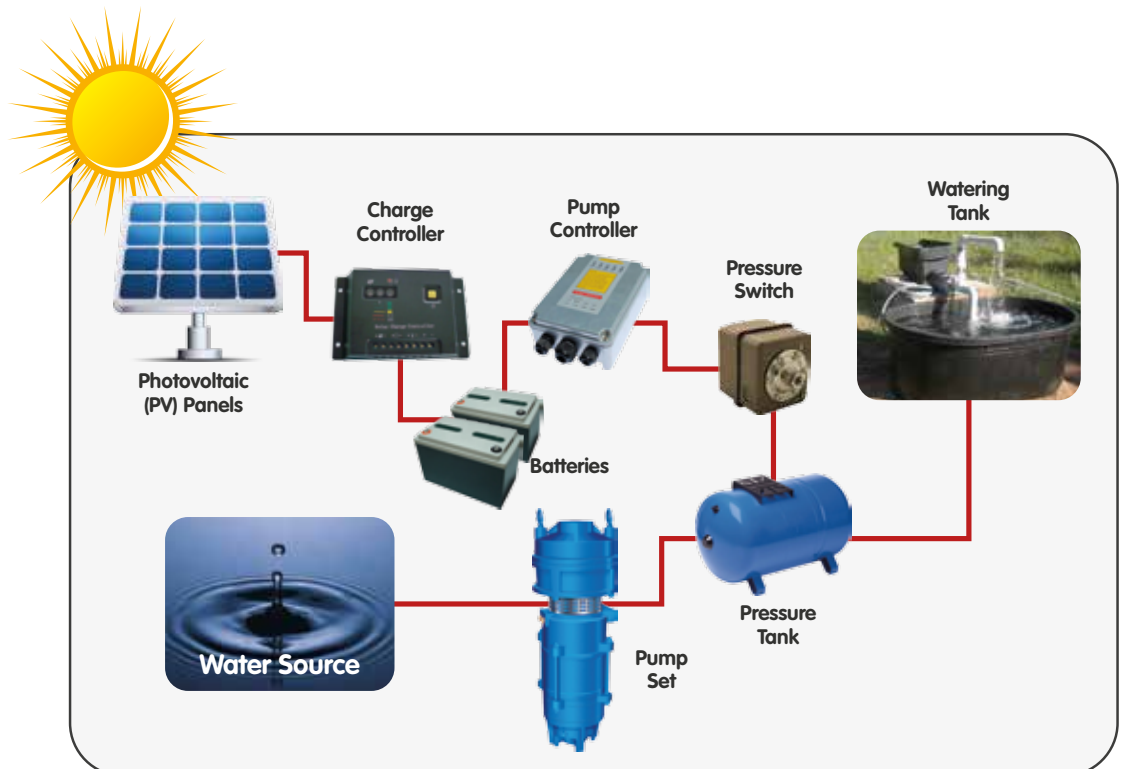 Watering
Tank
Charge
Controller
Pump
Controller
Pressure
Switch
Photovoltaic
(PV) Panels
Batteries
Water Source
Pressure
Tank
Pump
Set